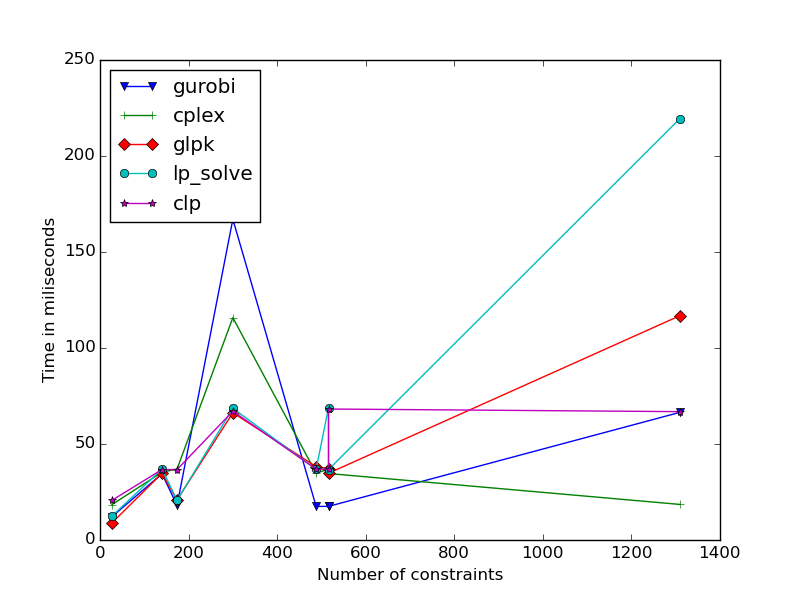 250
200
150
100
50
0
Time in miliseconds
gurobi
cplex
glpk
lp_solve
clp
0 200 400 600 800 1000 1200 1400
Number of constraints